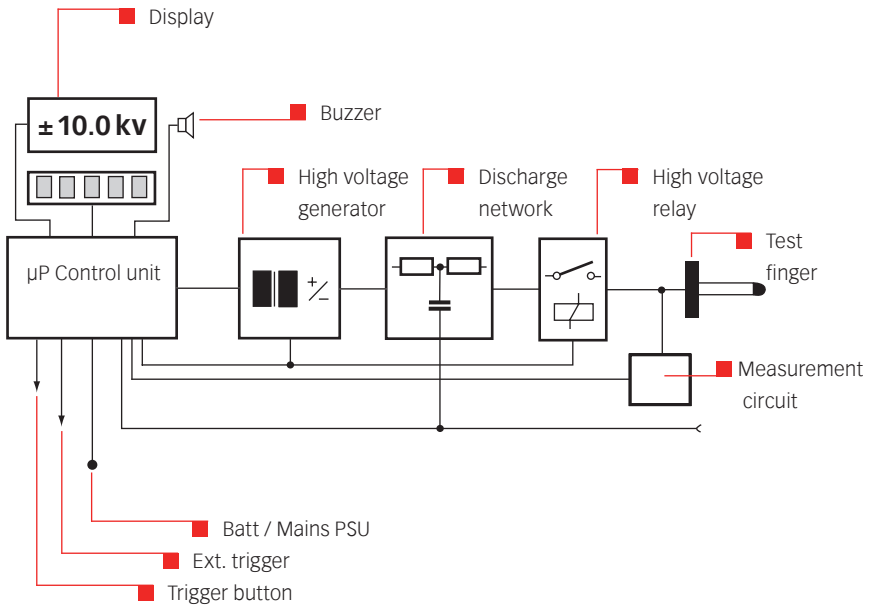 Display
± 10.0 kv
Buzzer
High voltage
generator
Discharge
network
High voltage
relay
Test
finger
µP Control unit
+/−
Measurement
circuit
Batt / Mains PSU
Ext. trigger
Trigger button